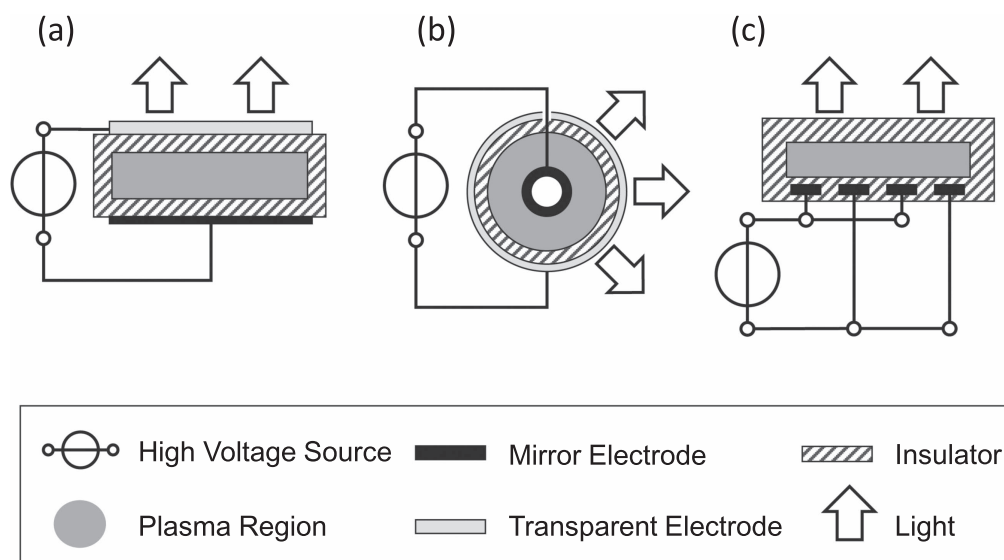 (a)
(b)
(c)
High Voltage Source
Mirror Electrode
Insulator
Plasma Region
Transparent Electrode
Light